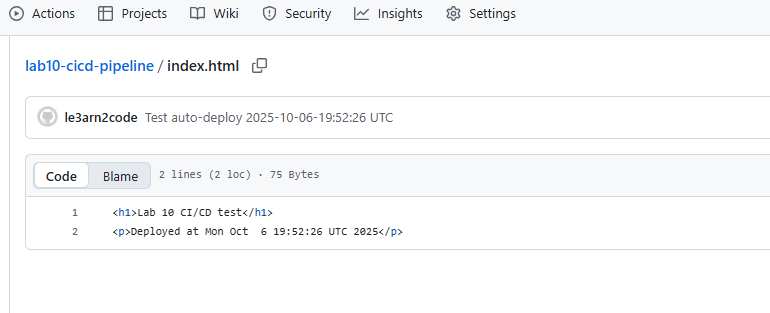 Actions Projects Wiki Security Insights Settings
lab10-cicd-pipeline / index.html
le3arn2code Test auto-deploy 2025-10-06-19:52:26 UTC
Code Blame 2 lines (2 loc) · 75 Bytes
1 <h1>Lab 10 CI/CD test</h1>
2 <p>Deployed at Mon Oct  6 19:52:26 UTC 2025</p>